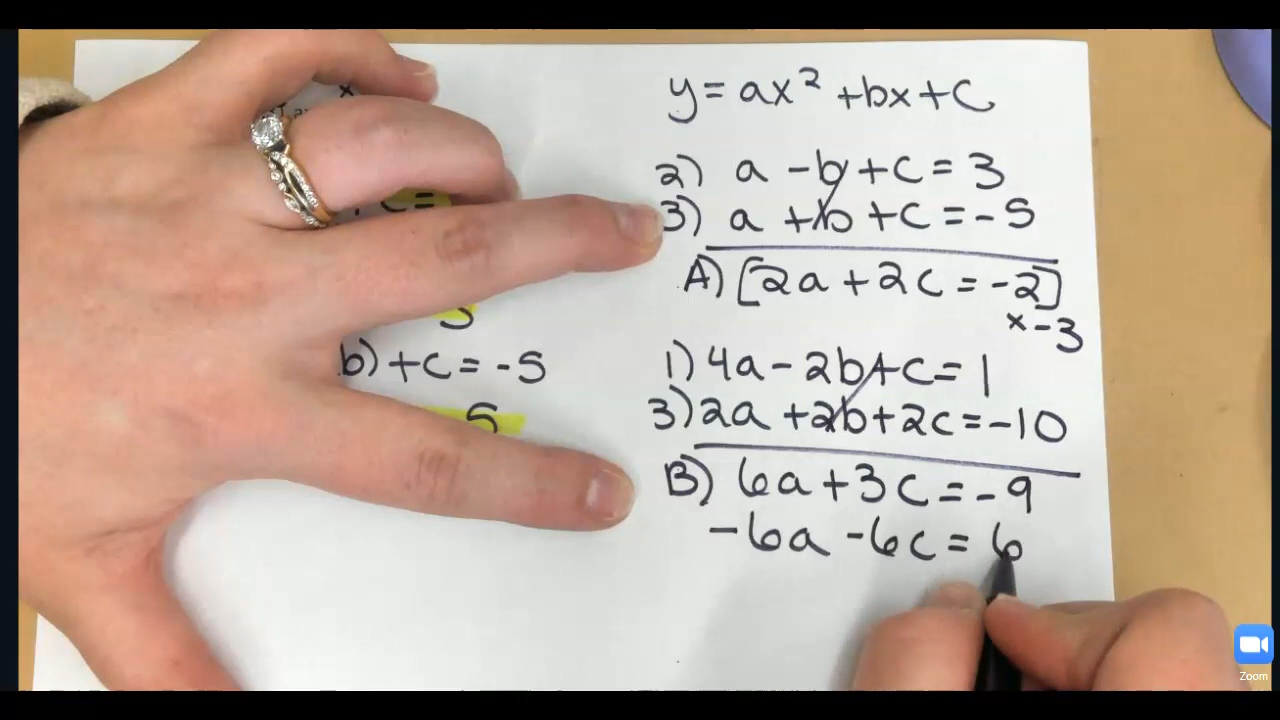 y = ax² + bx + c
2) a - b + c = 3
3) a + b + c = -5
A) [2a + 2c = -2]
x -3
b) + c = -5
1) 4a - 2b + c = 1
3) 2a + 2b + 2c = -10
5
B) 6a + 3c = -9
-6a - 6c = 6
Zoom